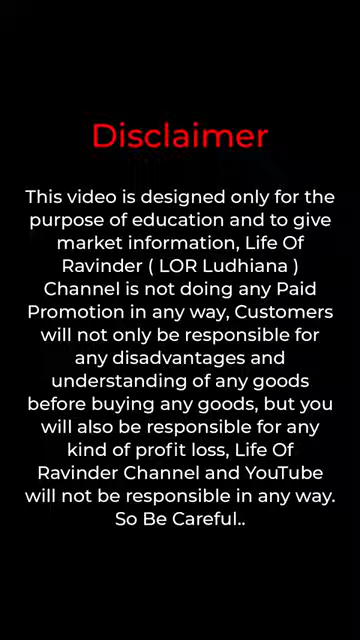 Disclaimer
This video is designed only for the
purpose of education and to give
market information, Life Of
Ravinder ( LOR Ludhiana )
Channel is not doing any Paid
Promotion in any way, Customers
will not only be responsible for
any disadvantages and
understanding of any goods
before buying any goods, but you
will also be responsible for any
kind of profit loss, Life Of
Ravinder Channel and YouTube
will not be responsible in any way.
So Be Careful..